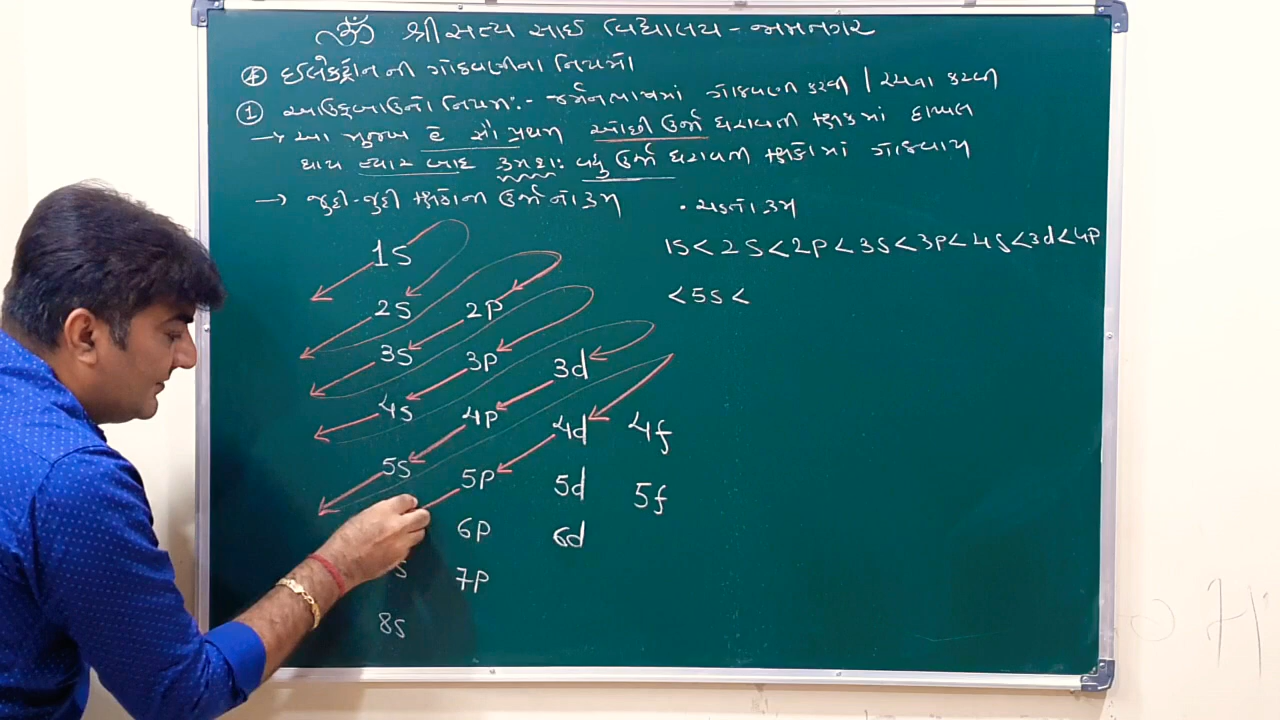 ૐ શ્રી સત્ય સાઈ વિદ્યાલય - જામનગર
* ઈલેક્ટ્રોનની ગોઠવણીના નિયમો
① આઉફબાઉનો નિયમ:- જર્મન ભાષામાં ગોઠવણી કરવી / રચના કરવી
→ આ મુજબ e સૌ પ્રથમ ઓછી ઉર્જા ધરાવતી કક્ષકમાં દાખલ
થાય ત્યાર બાદ ક્રમશઃ વધુ ઉર્જા ધરાવતી કક્ષકોમાં ગોઠવાય
→ જુદી-જુદી કક્ષકોના ઉર્જાનો ક્રમ . ચડતો ક્રમ
1s < 2s < 2p < 3s < 3p < 4s < 3d < 4p
< 5s <
1s
2s 2p
3s 3p 3d
4s 4p 4d 4f
5s 5p 5d 5f
6p 6d
s 7p
8s